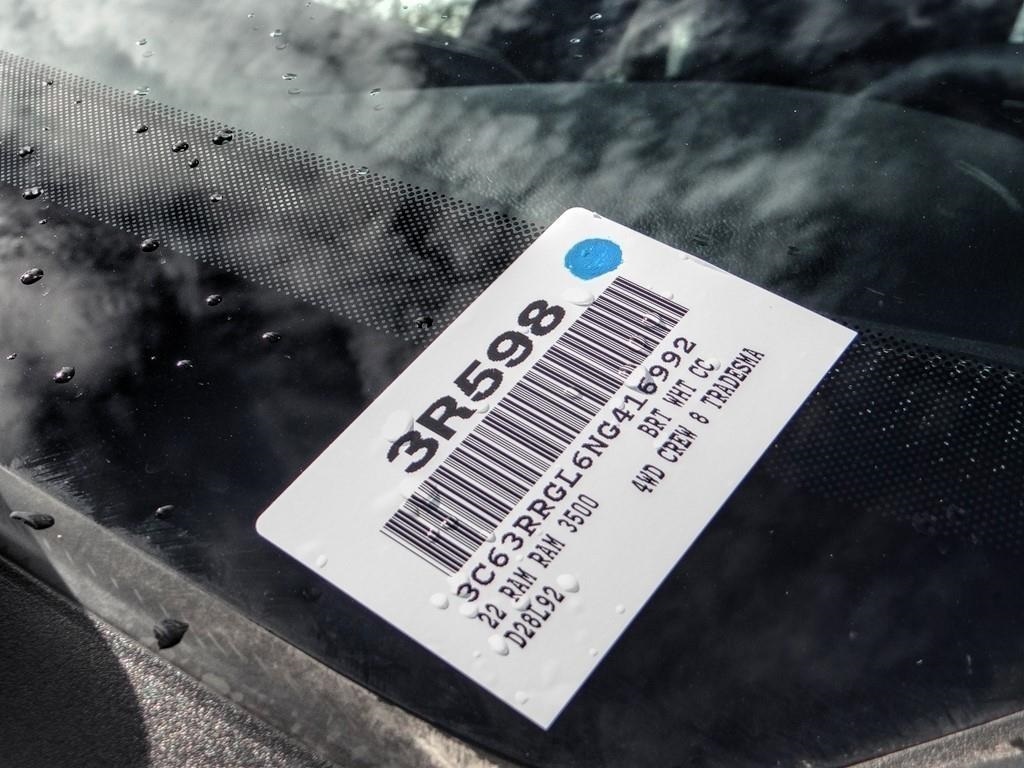 3R598
3C63RRGL6NG416992
22 RAM RAM 3500 BRT WHT CC
D28L92 4WD CREW 8 TRADESMA